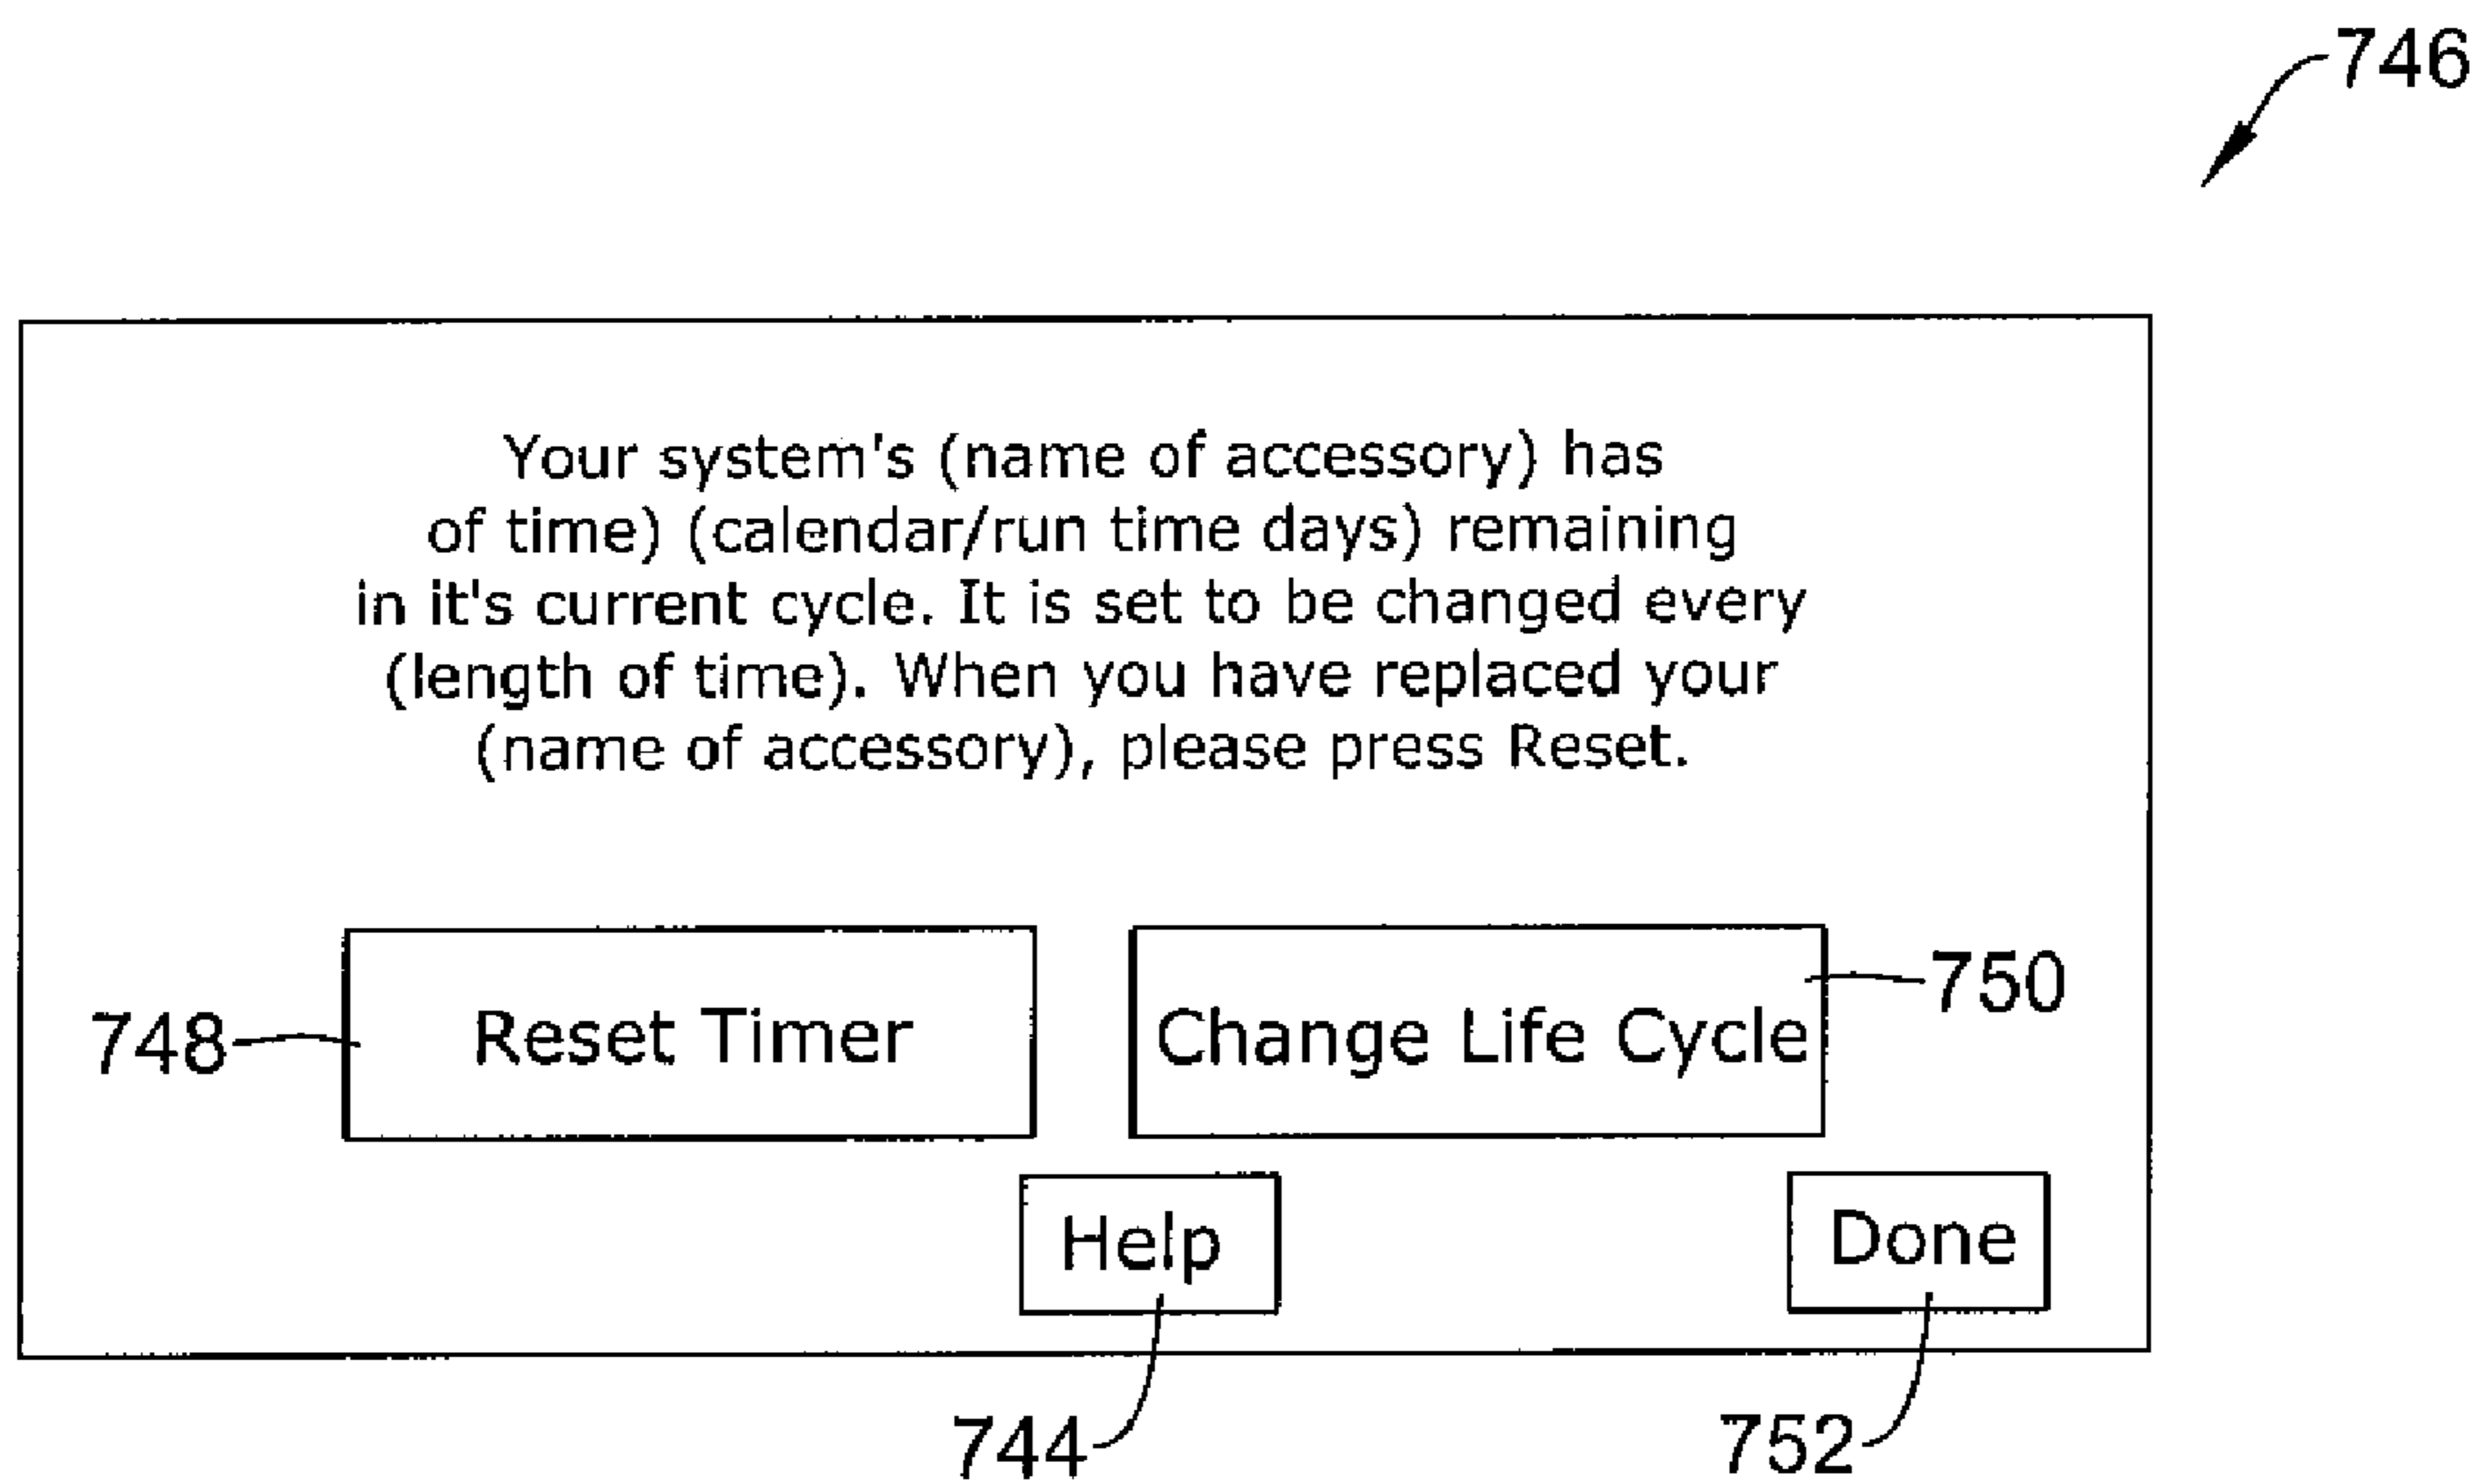 746
Your system's (name of accessory) has
of time) (calendar/run time days) remaining
in it's current cycle. It is set to be changed every
(length of time). When you have replaced your
(name of accessory), please press Reset.
750
748
Reset Timer
Change Life Cycle
Help
Done
744
752